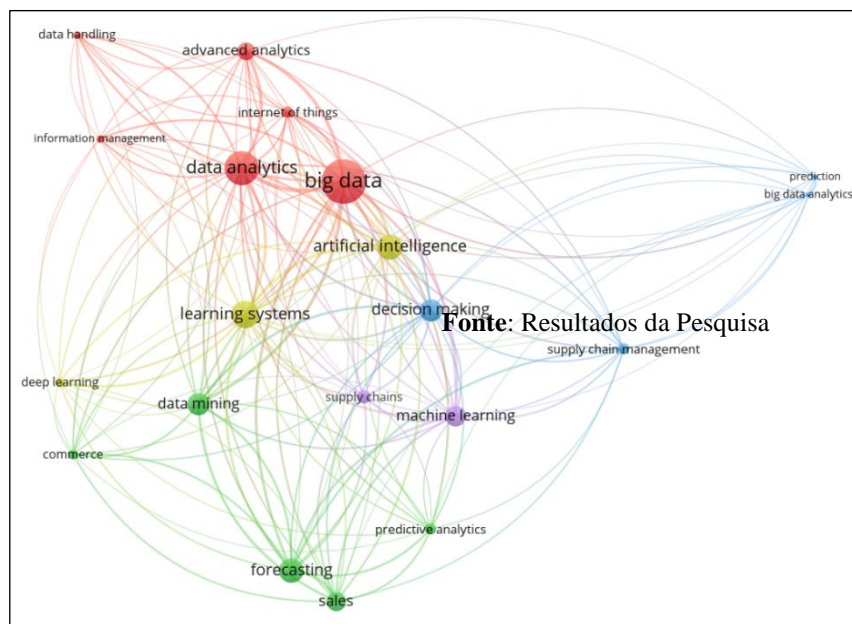 data handling
advanced analytics
internet of things
information management
data analytics
big data
prediction
big data analytics
artificial intelligence
learning systems
decision making
Fonte: Resultados da Pesquisa
supply chain management
deep learning
data mining
supply chains
machine learning
commerce
predictive analytics
forecasting
sales